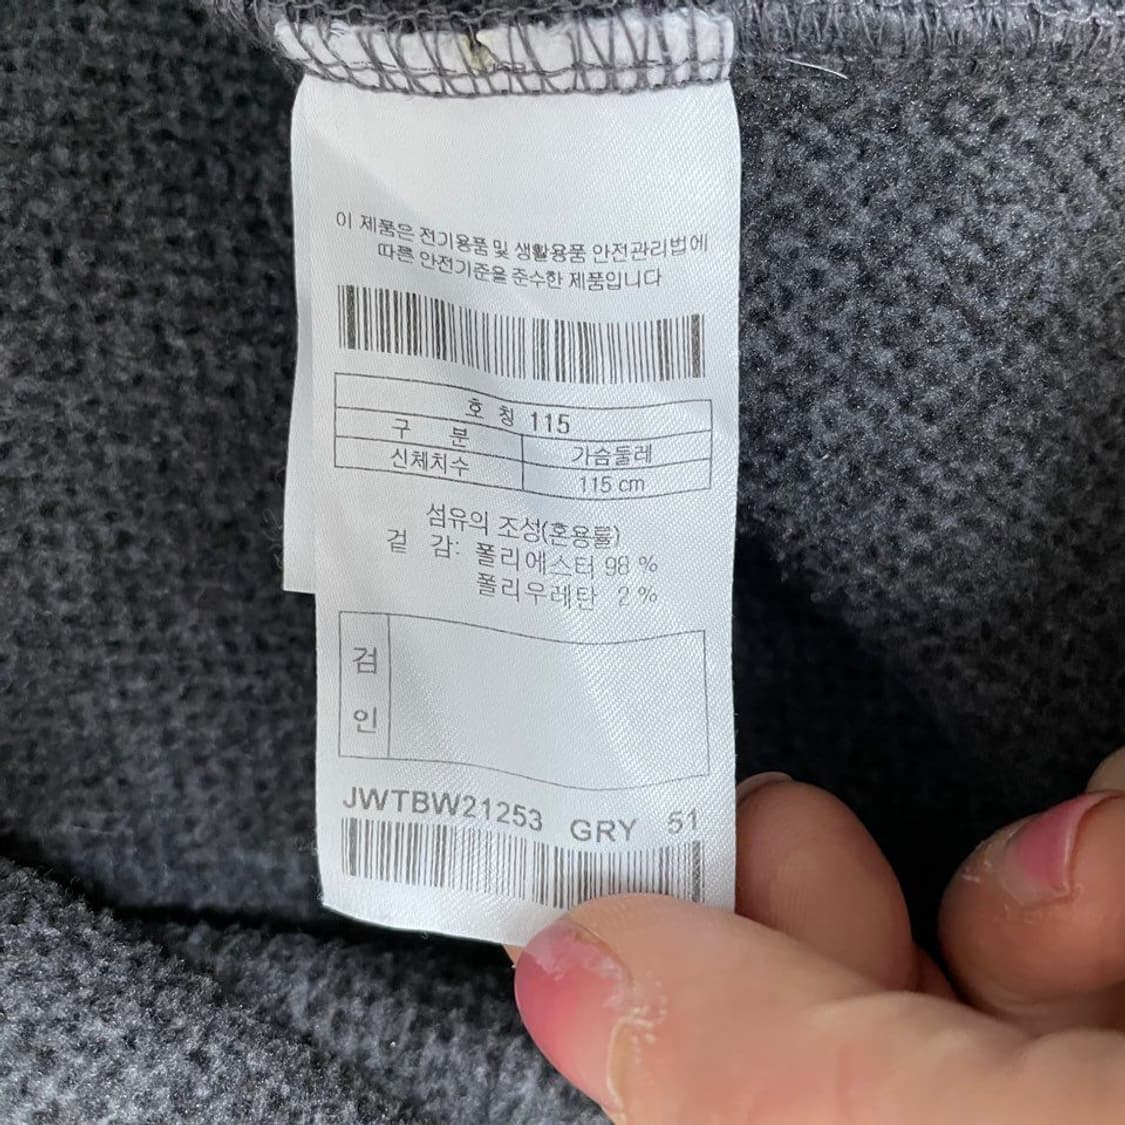 이 제품은 전기용품 및 생활용품 안전관리법에
따른 안전기준을 준수한 제품입니다
호 칭 115
구 분 가슴둘레
신체치수 115 cm
섬유의 조성(혼용률)
겉 감: 폴리에스터 98 %
폴리우레탄 2 %
검
인
JWTBW21253 GRY 51